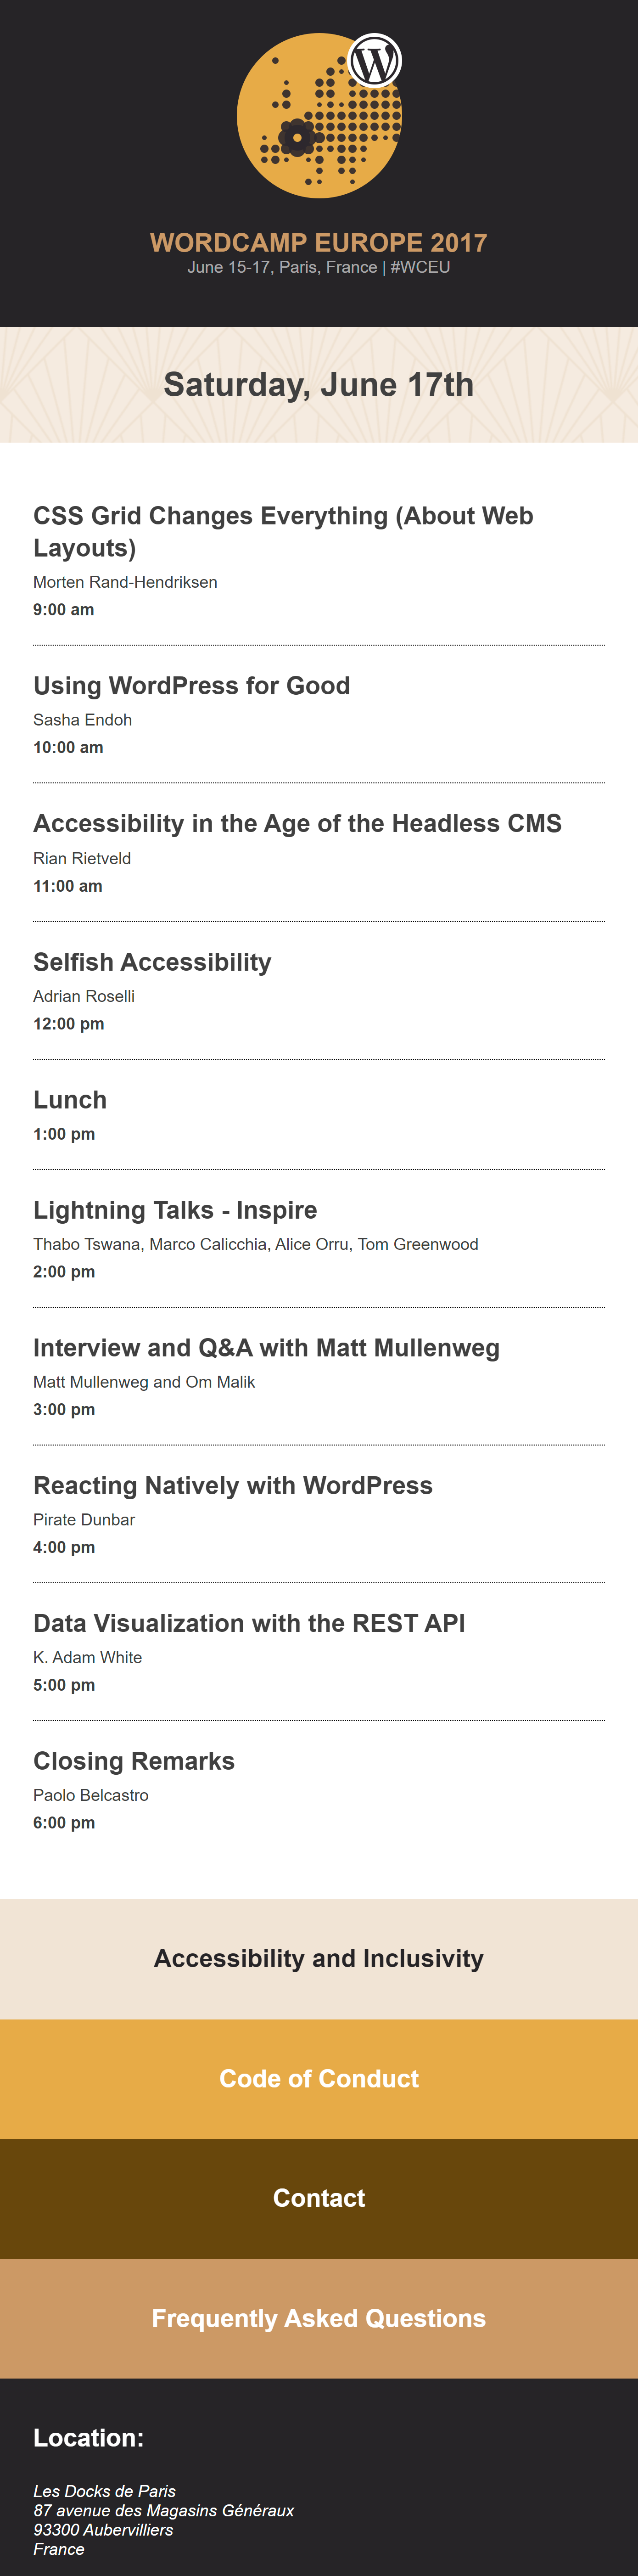 WORDCAMP EUROPE 2017
June 15-17, Paris, France | #WCEU
Saturday, June 17th
CSS Grid Changes Everything (About Web
Layouts)
Morten Rand-Hendriksen
9:00 am
Using WordPress for Good
Sasha Endoh
10:00 am
Accessibility in the Age of the Headless CMS
Rian Rietveld
11:00 am
Selfish Accessibility
Adrian Roselli
12:00 pm
Lunch
1:00 pm
Lightning Talks - Inspire
Thabo Tswana, Marco Calicchia, Alice Orru, Tom Greenwood
2:00 pm
Interview and Q&A with Matt Mullenweg
Matt Mullenweg and Om Malik
3:00 pm
Reacting Natively with WordPress
Pirate Dunbar
4:00 pm
Data Visualization with the REST API
K. Adam White
5:00 pm
Closing Remarks
Paolo Belcastro
6:00 pm
Accessibility and Inclusivity
Code of Conduct
Contact
Frequently Asked Questions
Location:
Les Docks de Paris
87 avenue des Magasins Généraux
93300 Aubervilliers
France